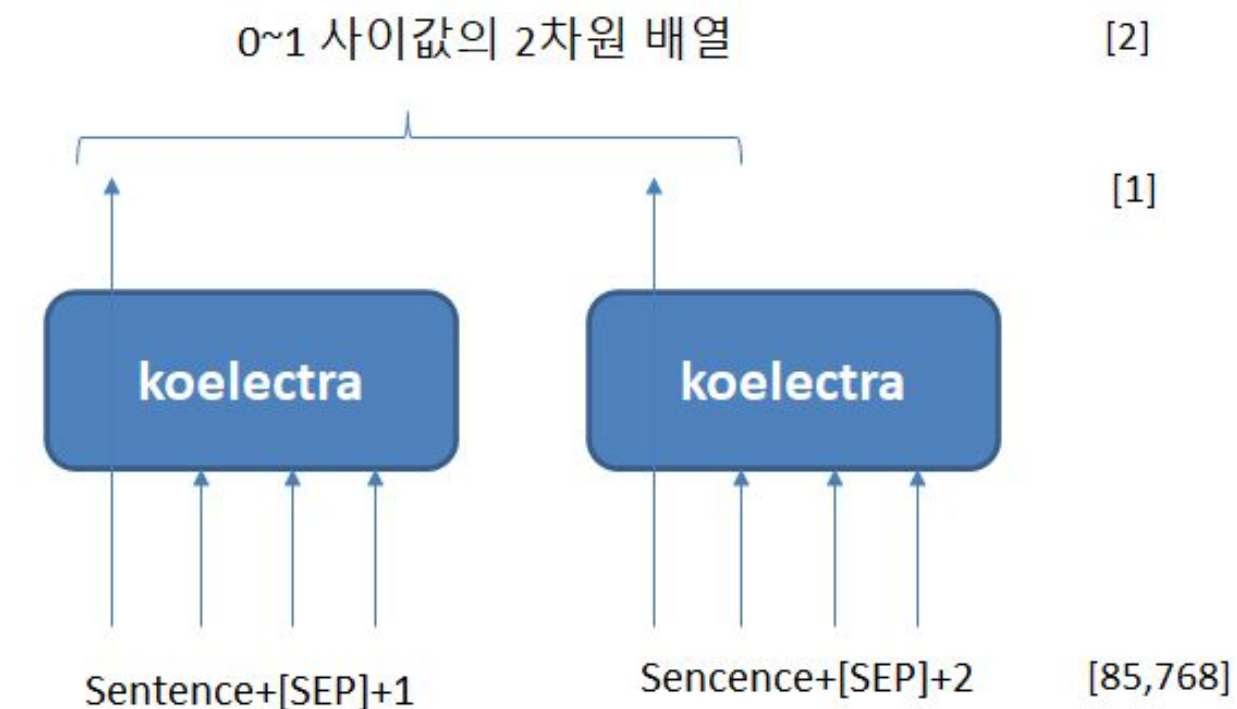 0~1 사이값의 2차원 배열 [2]
[1]
koelectra koelectra
Sentence+[SEP]+1 Sencence+[SEP]+2 [85,768]